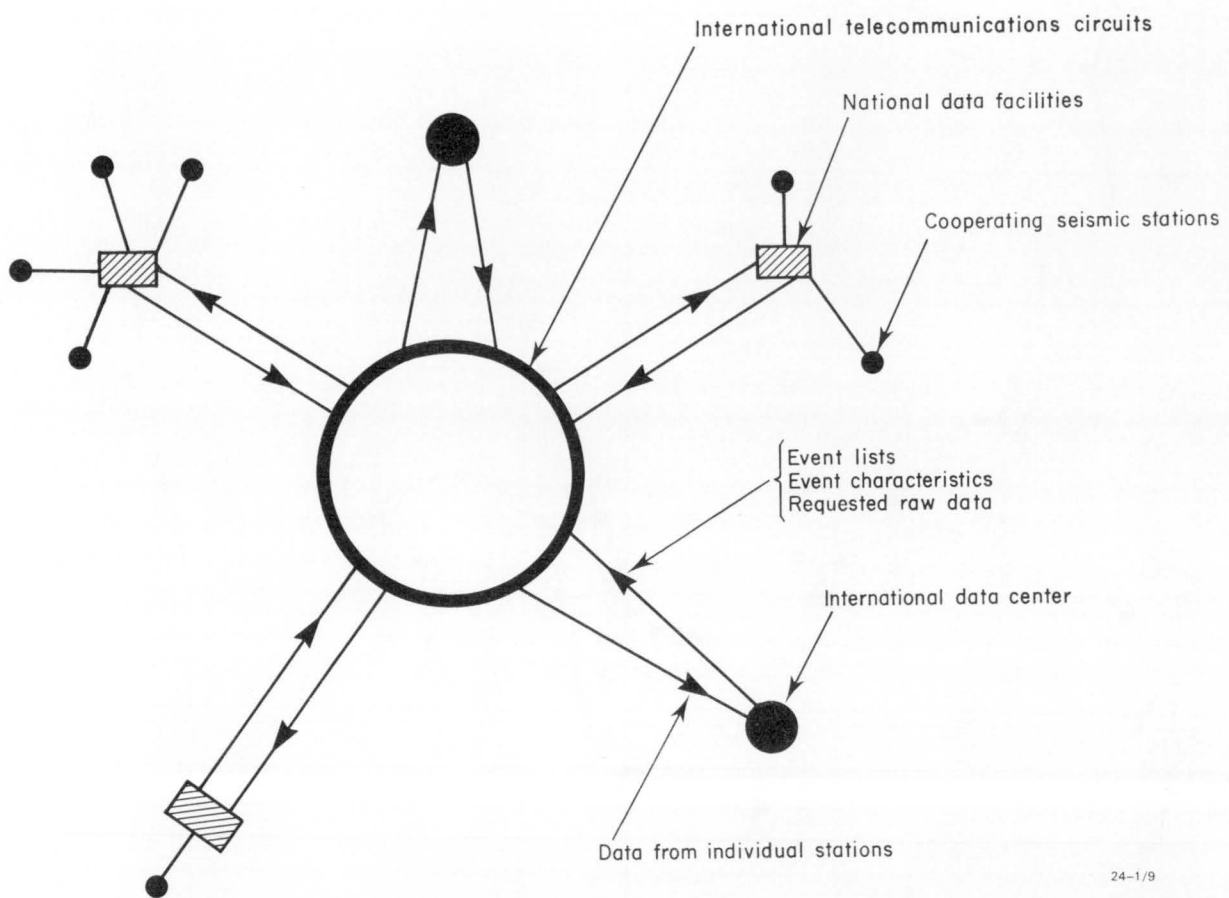 International telecommunications circuits
National data facilities
Cooperating seismic stations
Event lists
Event characteristics
Requested raw data
International data center
Data from individual stations
24-1/9